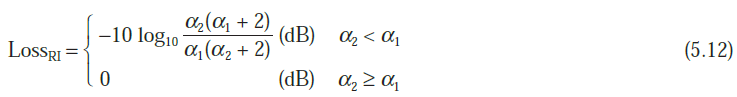 Loss_RI = { −10 log₁₀ α₂(α₁ + 2) / α₁(α₂ + 2) (dB) α₂ < α₁
0 (dB) α₂ ≥ α₁ (5.12)